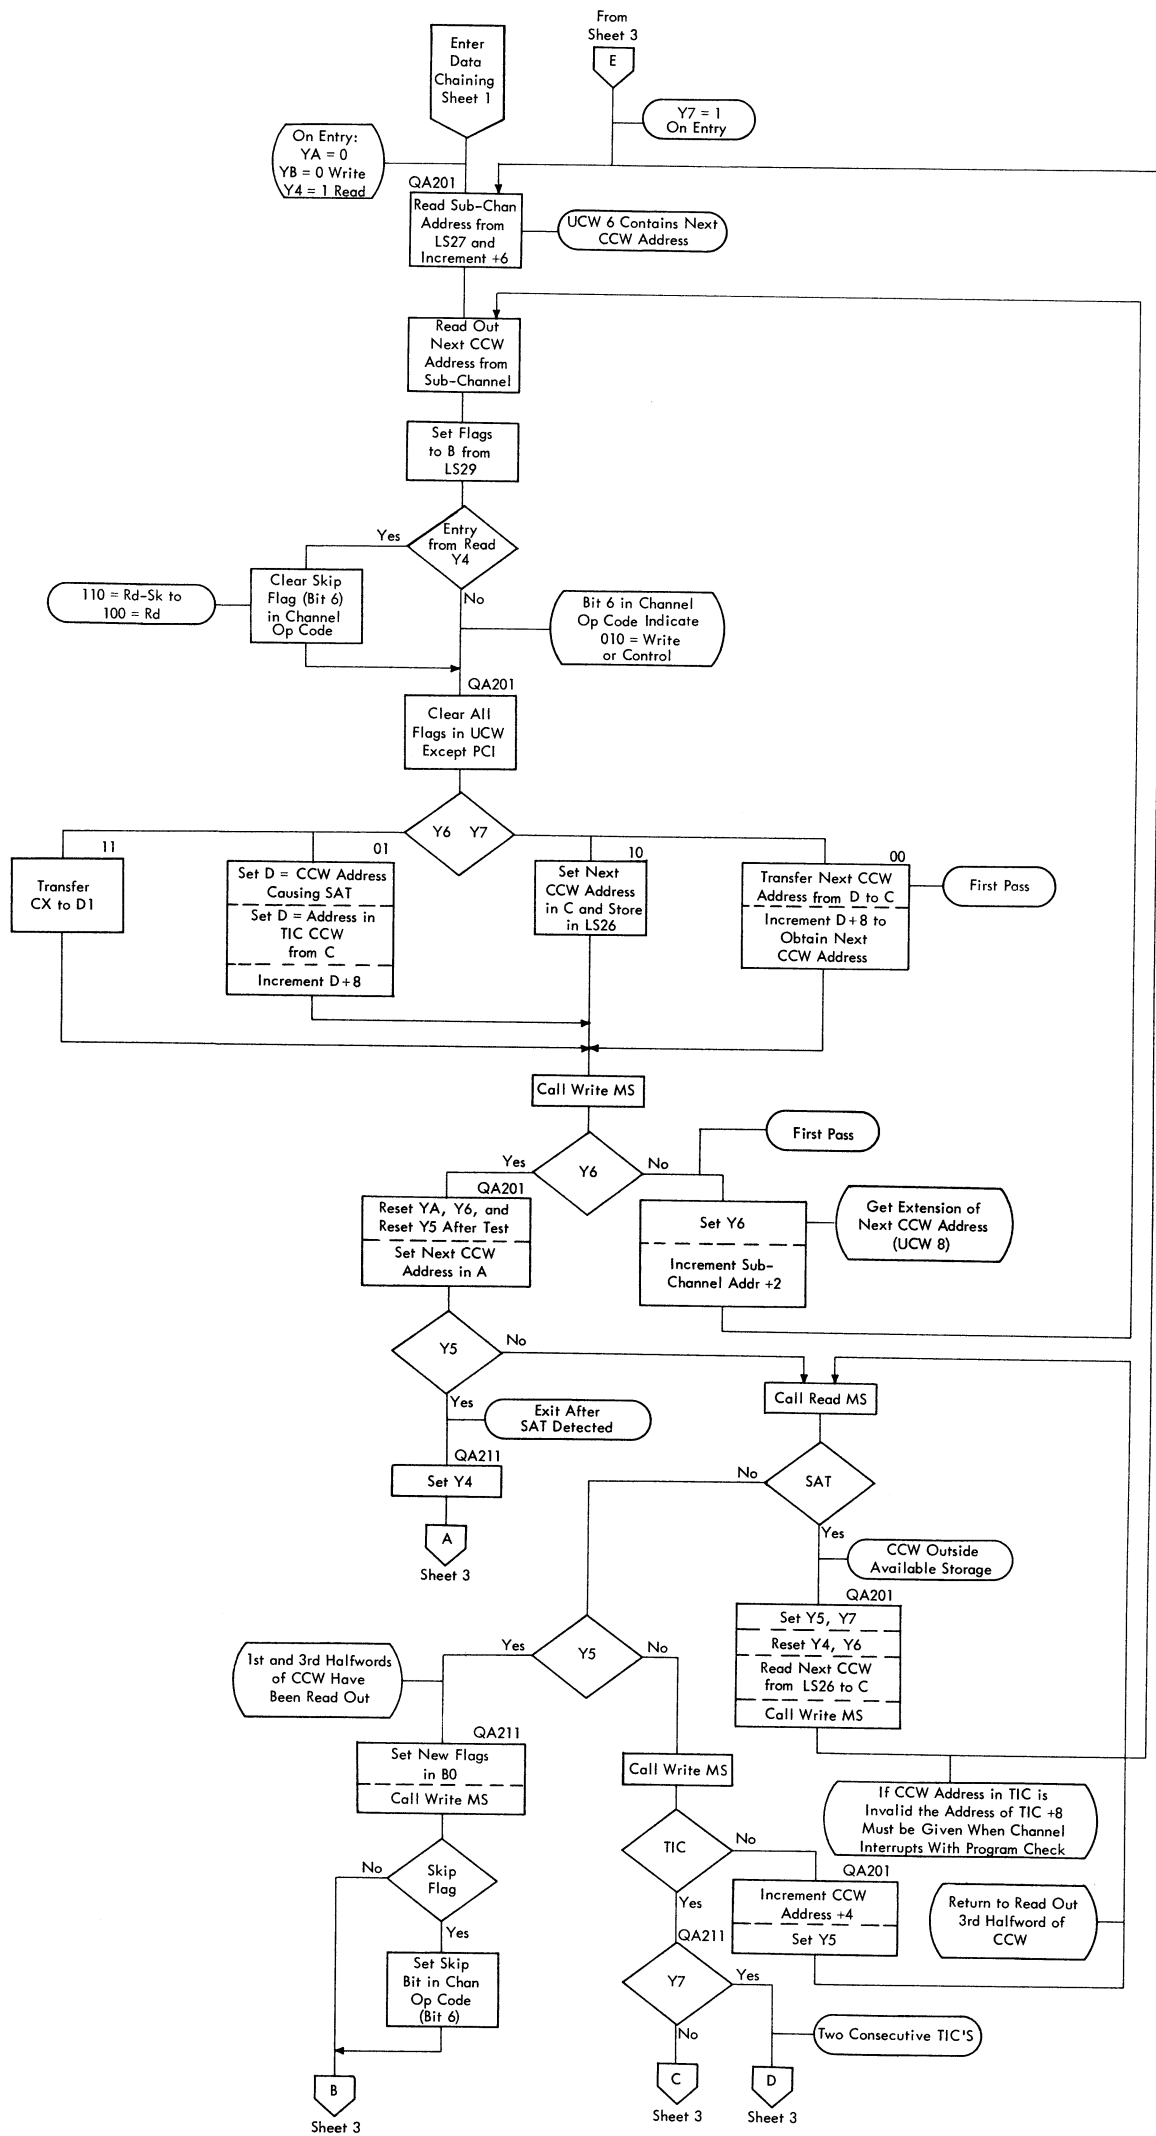 From
Sheet 3
E
Enter
Data
Chaining
Sheet 1
Y7 = 1
On Entry
On Entry:
YA = 0
YB = 0 Write
Y4 = 1 Read
QA201
Read Sub-Chan
Address from
LS27 and
Increment +6
UCW 6 Contains Next
CCW Address
Read Out
Next CCW
Address from
Sub-Channel
Set Flags
to B from
LS29
Entry
from Read
Y4
Yes
No
Clear Skip
Flag (Bit 6)
in Channel
Op Code
110 = Rd-Sk to
100 = Rd
Bit 6 in Channel
Op Code Indicate
010 = Write
or Control
QA201
Clear All
Flags in UCW
Except PCI
Y6 Y7
11
Transfer
CX to D1
01
Set D = CCW Address
Causing SAT
Set D = Address in
TIC CCW
from C
Increment D+8
10
Set Next
CCW Address
in C and Store
in LS26
00
Transfer Next CCW
Address from D to C
Increment D+8 to
Obtain Next
CCW Address
First Pass
Call Write MS
First Pass
Y6
Yes
No
QA201
Reset YA, Y6, and
Reset Y5 After Test
Set Next CCW
Address in A
Set Y6
Increment Sub-
Channel Addr +2
Get Extension of
Next CCW Address
(UCW 8)
Y5
No
Yes
Exit After
SAT Detected
QA211
Set Y4
A
Sheet 3
Call Read MS
SAT
No
Yes
CCW Outside
Available Storage
QA201
Set Y5, Y7
Reset Y4, Y6
Read Next CCW
from LS26 to C
Call Write MS
If CCW Address in TIC is
Invalid the Address of TIC +8
Must be Given When Channel
Interrupts With Program Check
Y5
Yes
No
1st and 3rd Halfwords
of CCW Have
Been Read Out
QA211
Set New Flags
in B0
Call Write MS
Skip
Flag
No
Yes
Set Skip
Bit in Chan
Op Code
(Bit 6)
B
Sheet 3
Call Write MS
TIC
No
Yes
QA201
Increment CCW
Address +4
Set Y5
Return to Read Out
3rd Halfword of
CCW
QA211
Y7
Yes
No
Two Consecutive TIC'S
C
Sheet 3
D
Sheet 3